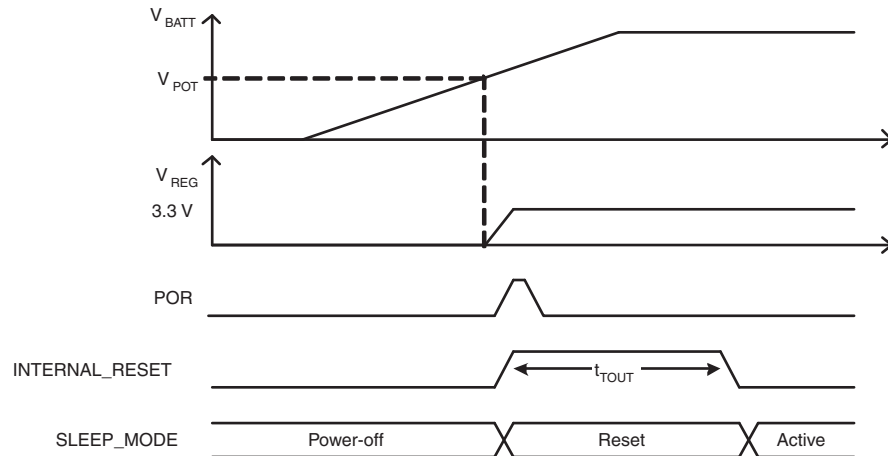 V BATT
V POT
V REG
3.3 V
POR
INTERNAL_RESET
t TOUT
SLEEP_MODE Power-off Reset Active